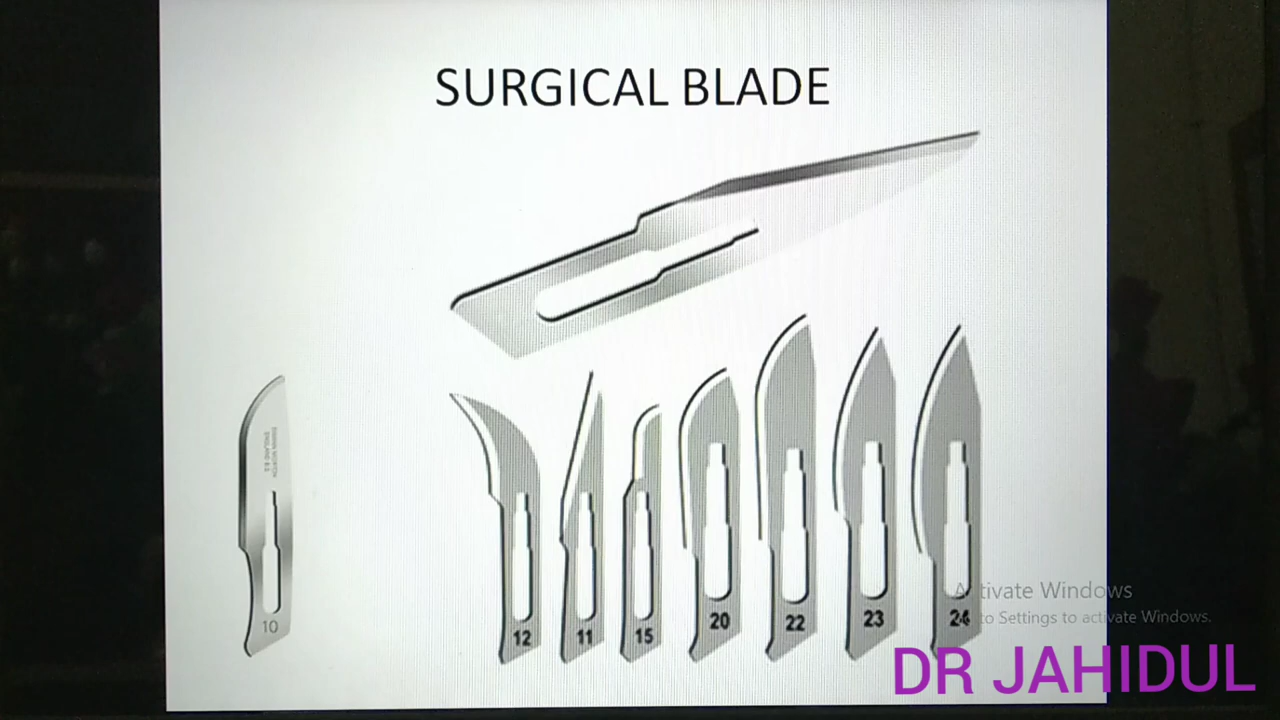 SURGICAL BLADE
10
12 11 15 20 22 23 24
Activate Windows
to Settings to activate Windows.
DR JAHIDUL